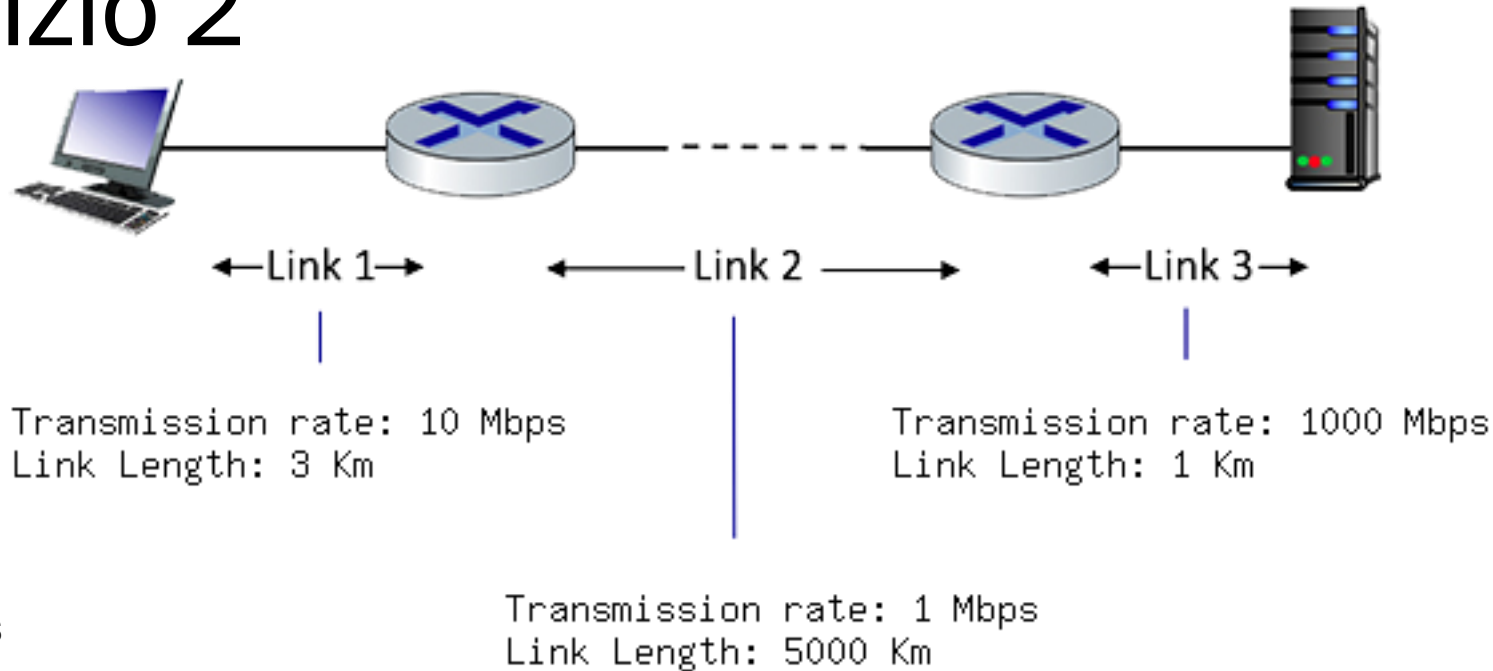 izio 2
Link 1
Link 2
Link 3
Transmission rate: 10 Mbps
Link Length: 3 Km
Transmission rate: 1000 Mbps
Link Length: 1 Km
Transmission rate: 1 Mbps
Link Length: 5000 Km
s